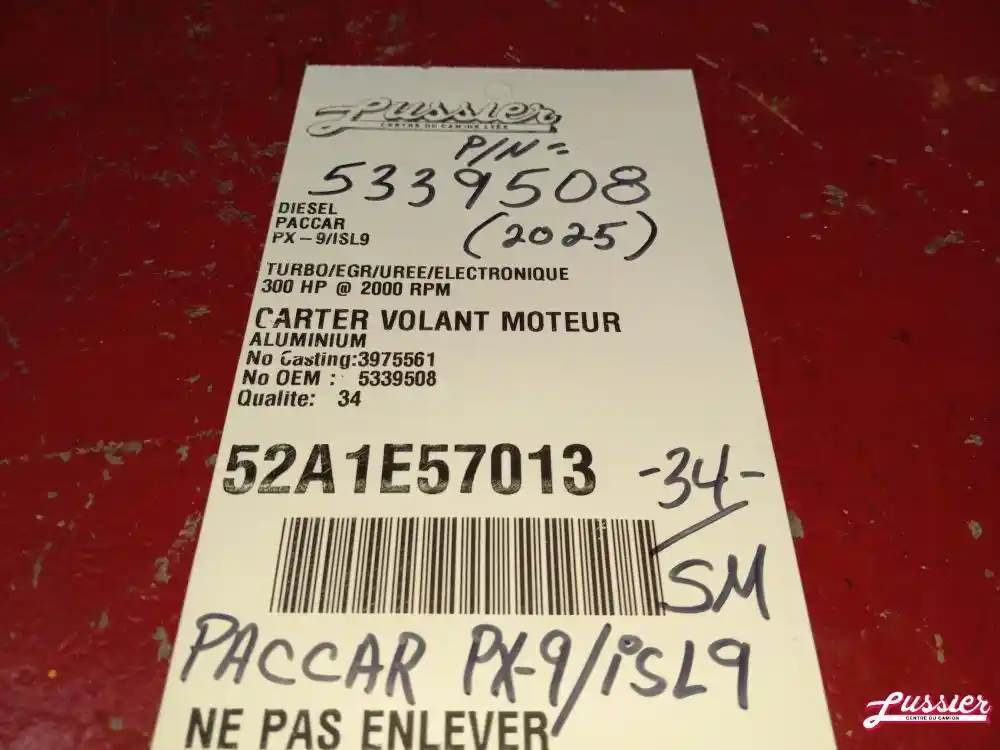 Lussier
CENTRE DU CAMION LTÉE
P/N=
5339508
DIESEL
PACCAR
(2025)
PX-9/ISL9
TURBO/EGR/UREE/ELECTRONIQUE
300 HP @ 2000 RPM
CARTER VOLANT MOTEUR
ALUMINIUM
No Casting:3975561
No OEM : 5339508
Qualite: 34
52A1E57013
-34-
SM
PACCAR PX-9/iSL9
NE PAS ENLEVER
Lussier
CENTRE DU CAMION